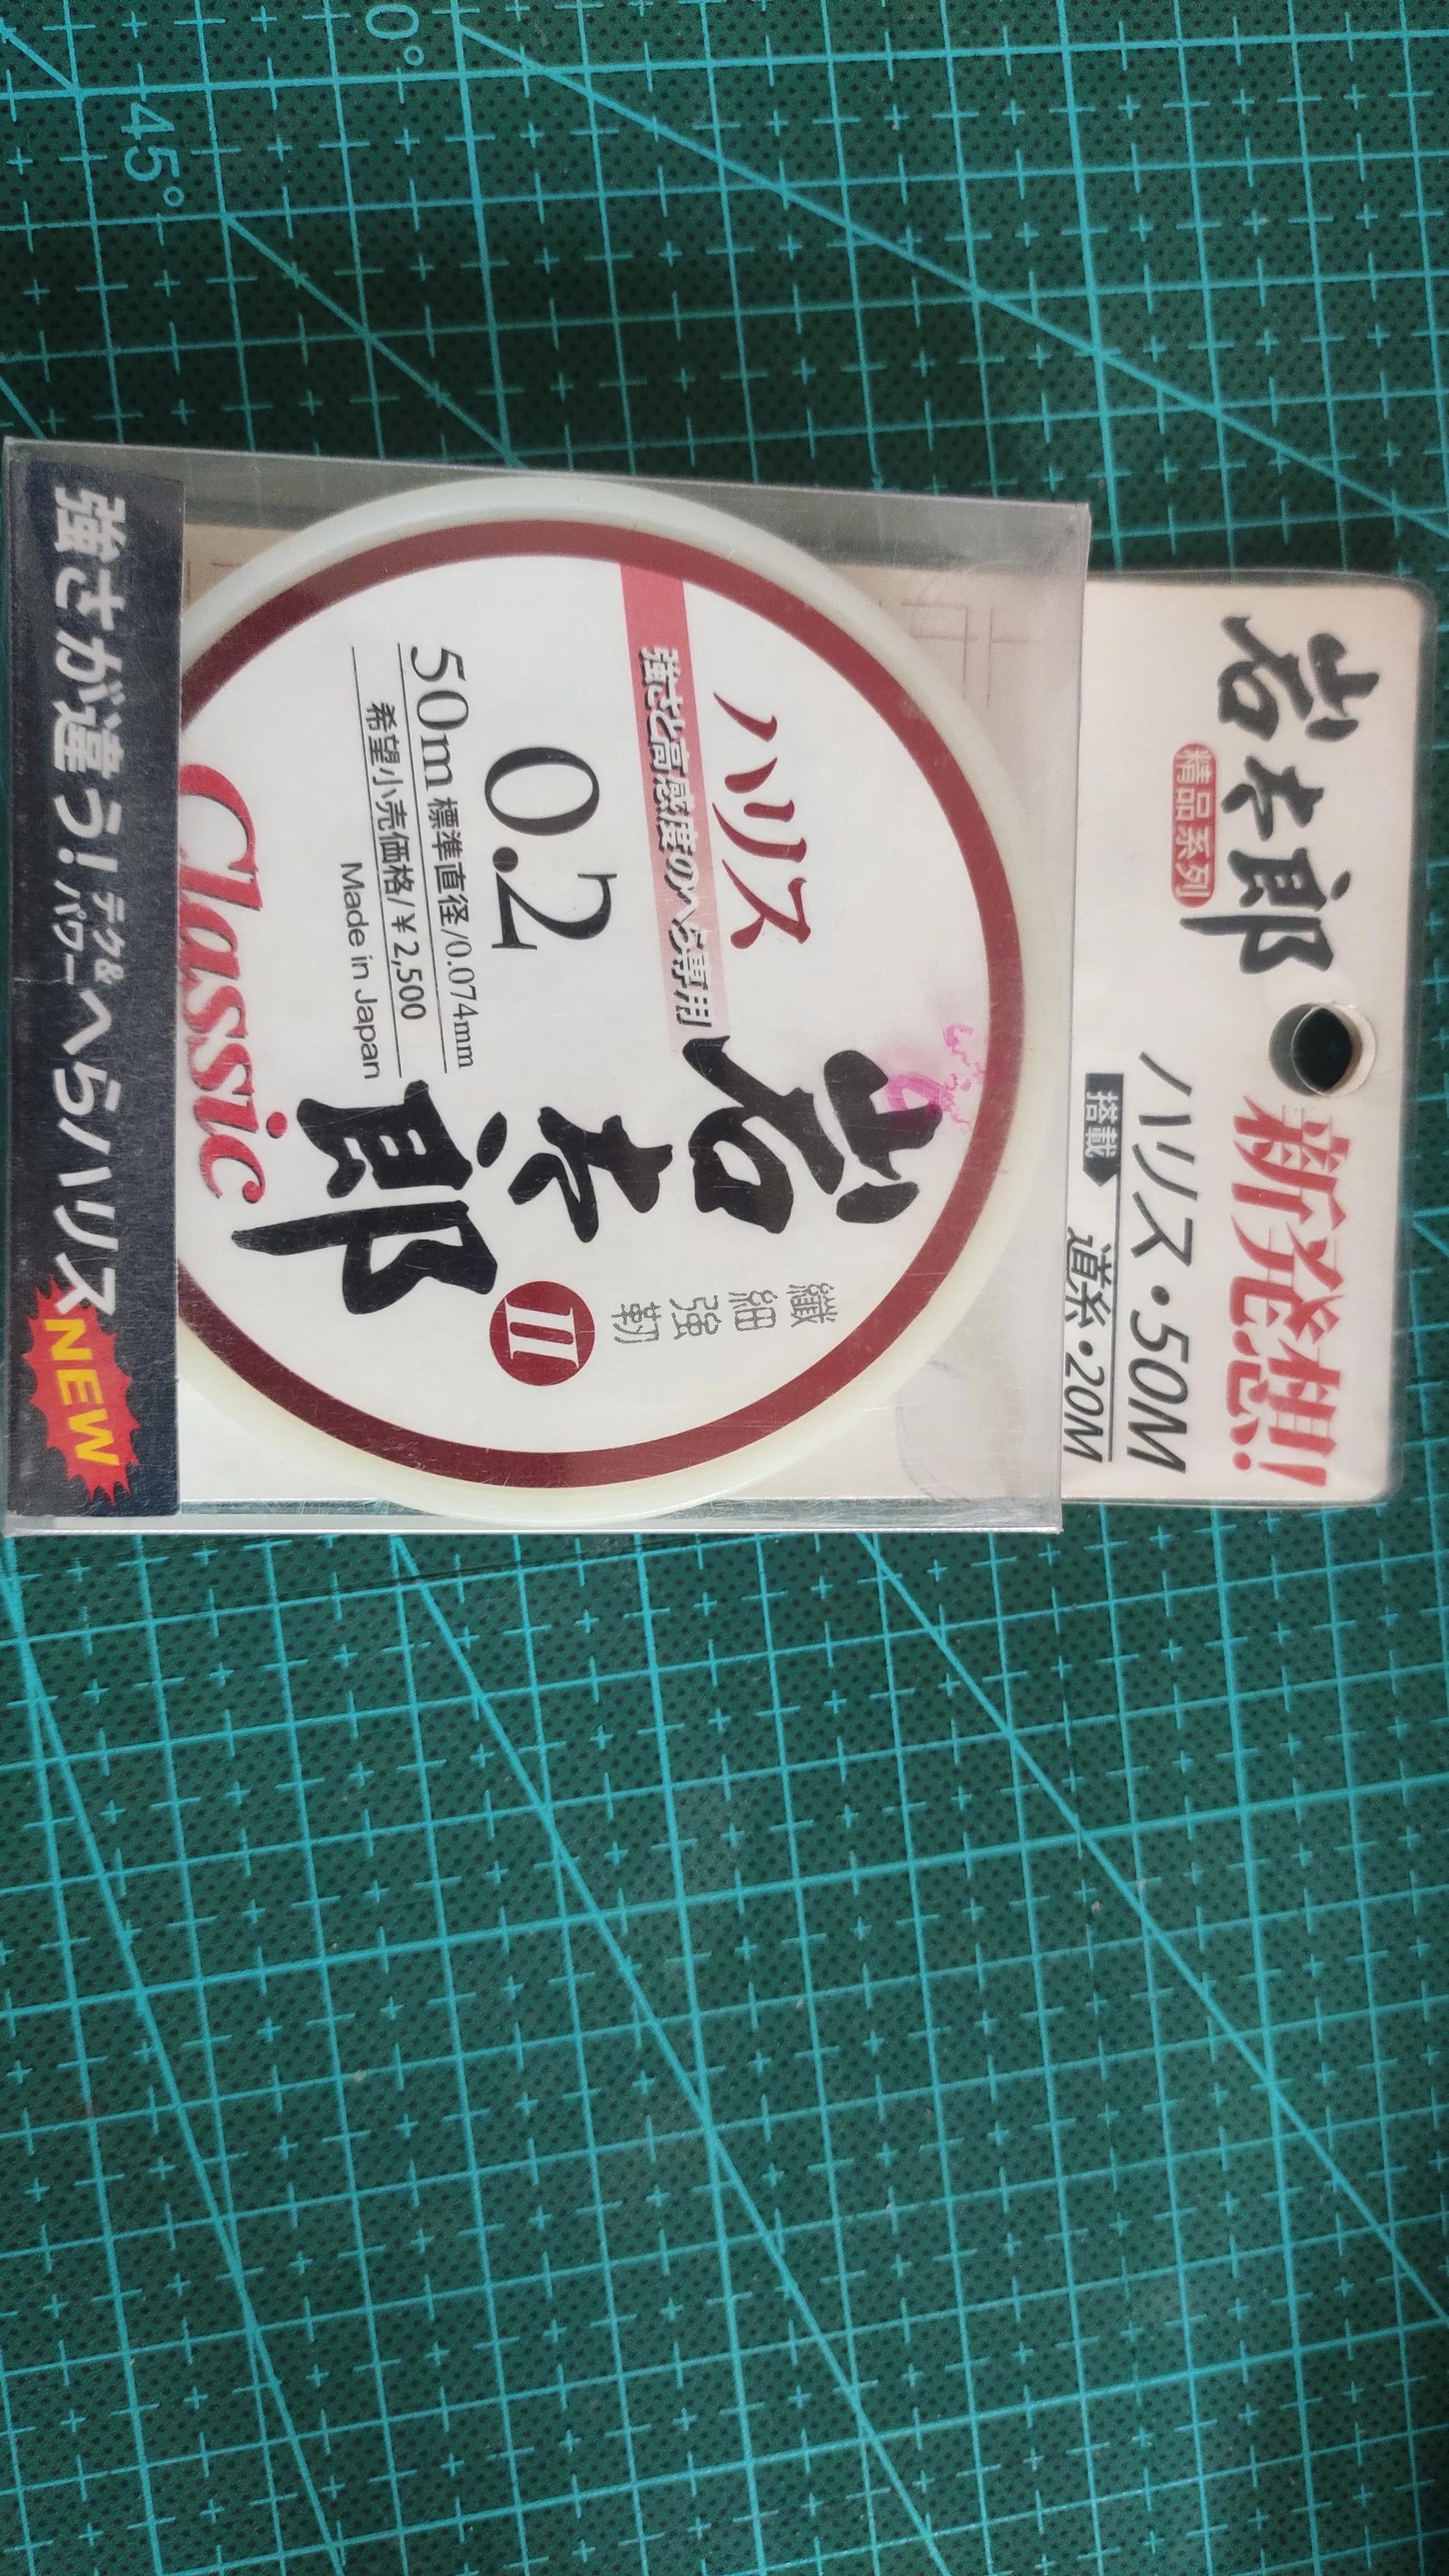 岩太郎
精品系列
新発想!!
ハリス・50M
搭載
道糸・20M
ハリス
強さと高感度のへら専用
0.2
50m 標準直径/0.074mm
希望小売価格/¥2,500
Made in Japan
岩太郎
II
繊細強靭
Classic
強さが違う!テク&パワーへらハリス
NEW
0°
45°